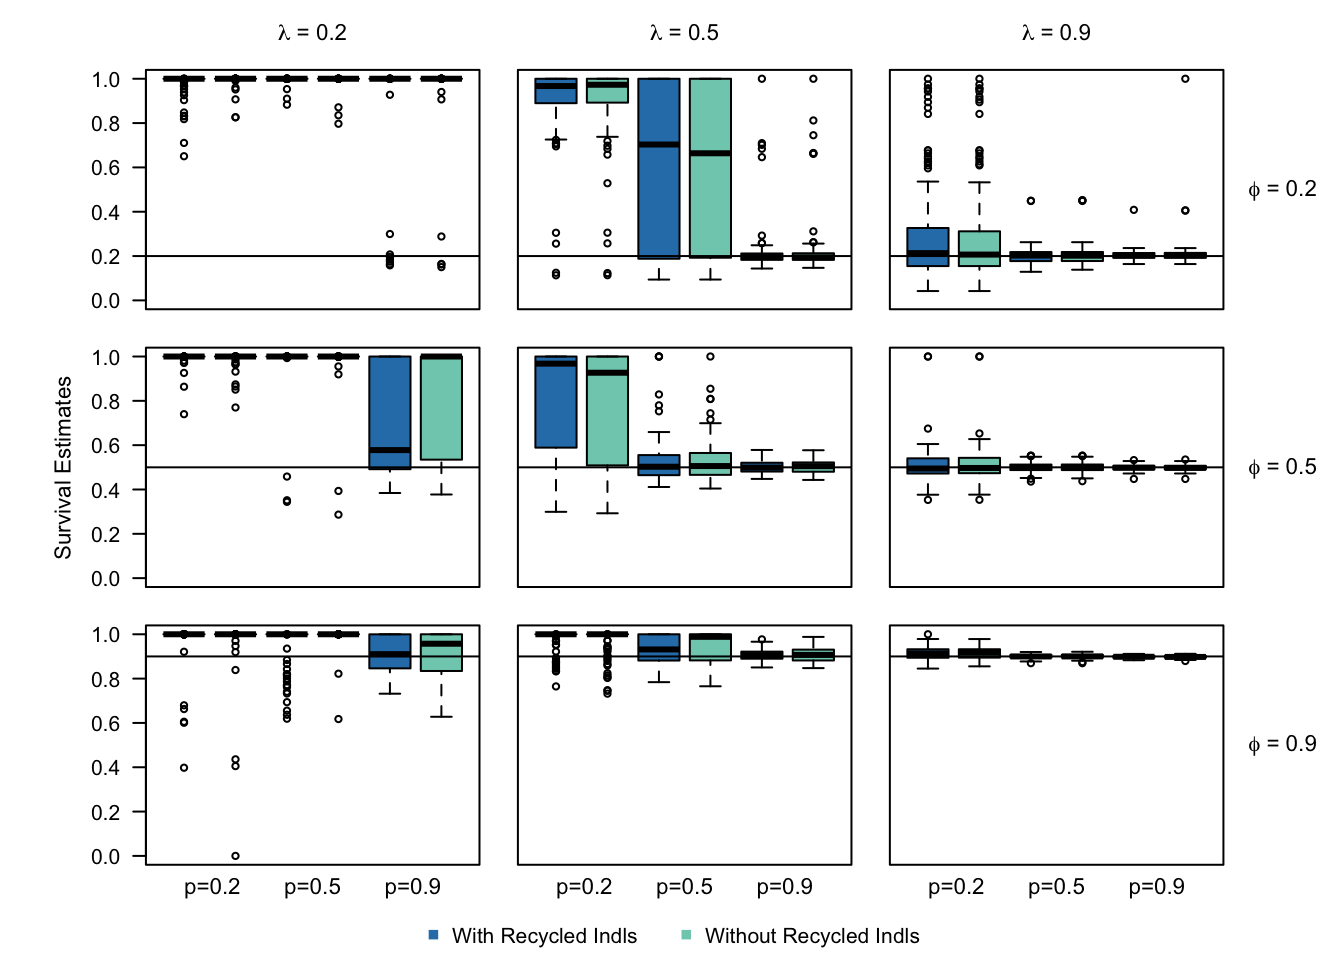 λ = 0.2 λ = 0.5 λ = 0.9
1.0
0.8
0.6
0.4
0.2
0.0
ϕ = 0.2
1.0
0.8
0.6
0.4
0.2
0.0
ϕ = 0.5
Survival Estimates
1.0
0.8
0.6
0.4
0.2
0.0
ϕ = 0.9
p=0.2 p=0.5 p=0.9 p=0.2 p=0.5 p=0.9 p=0.2 p=0.5 p=0.9
With Recycled Indls Without Recycled Indls